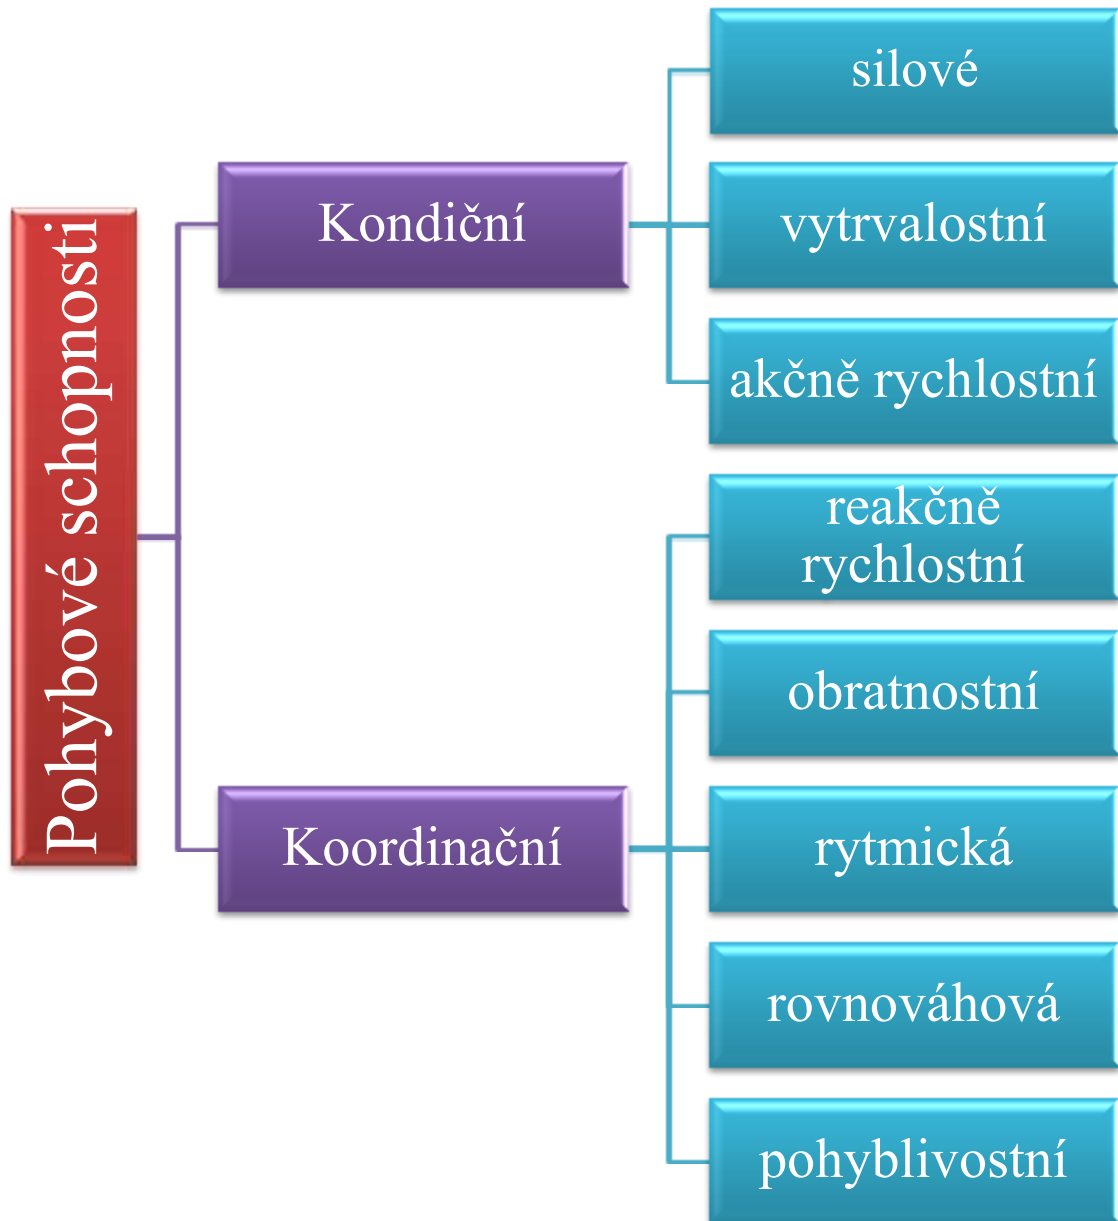 Pohybové schopnosti
Kondiční
silové
vytrvalostní
akčně rychlostní
Koordinační
reakčně
rychlostní
obratnostní
rytmická
rovnováhová
pohyblivostní